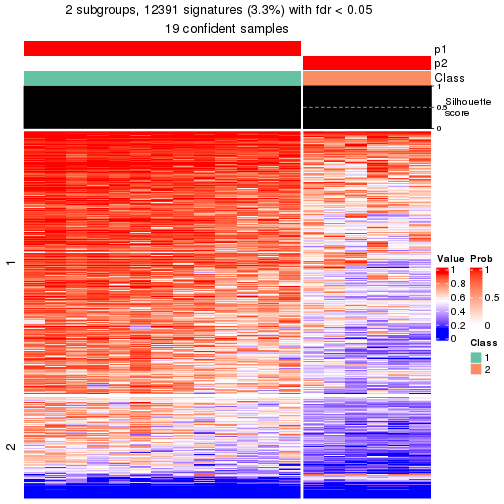 2 subgroups, 12391 signatures (3.3%) with fdr < 0.05
19 confident samples
p1
p2
Class
1
0.5
0
Silhouette
score
1
2
Value
1
0.8
0.6
0.4
0.2
0
Prob
1
0.5
0
Class
1
2